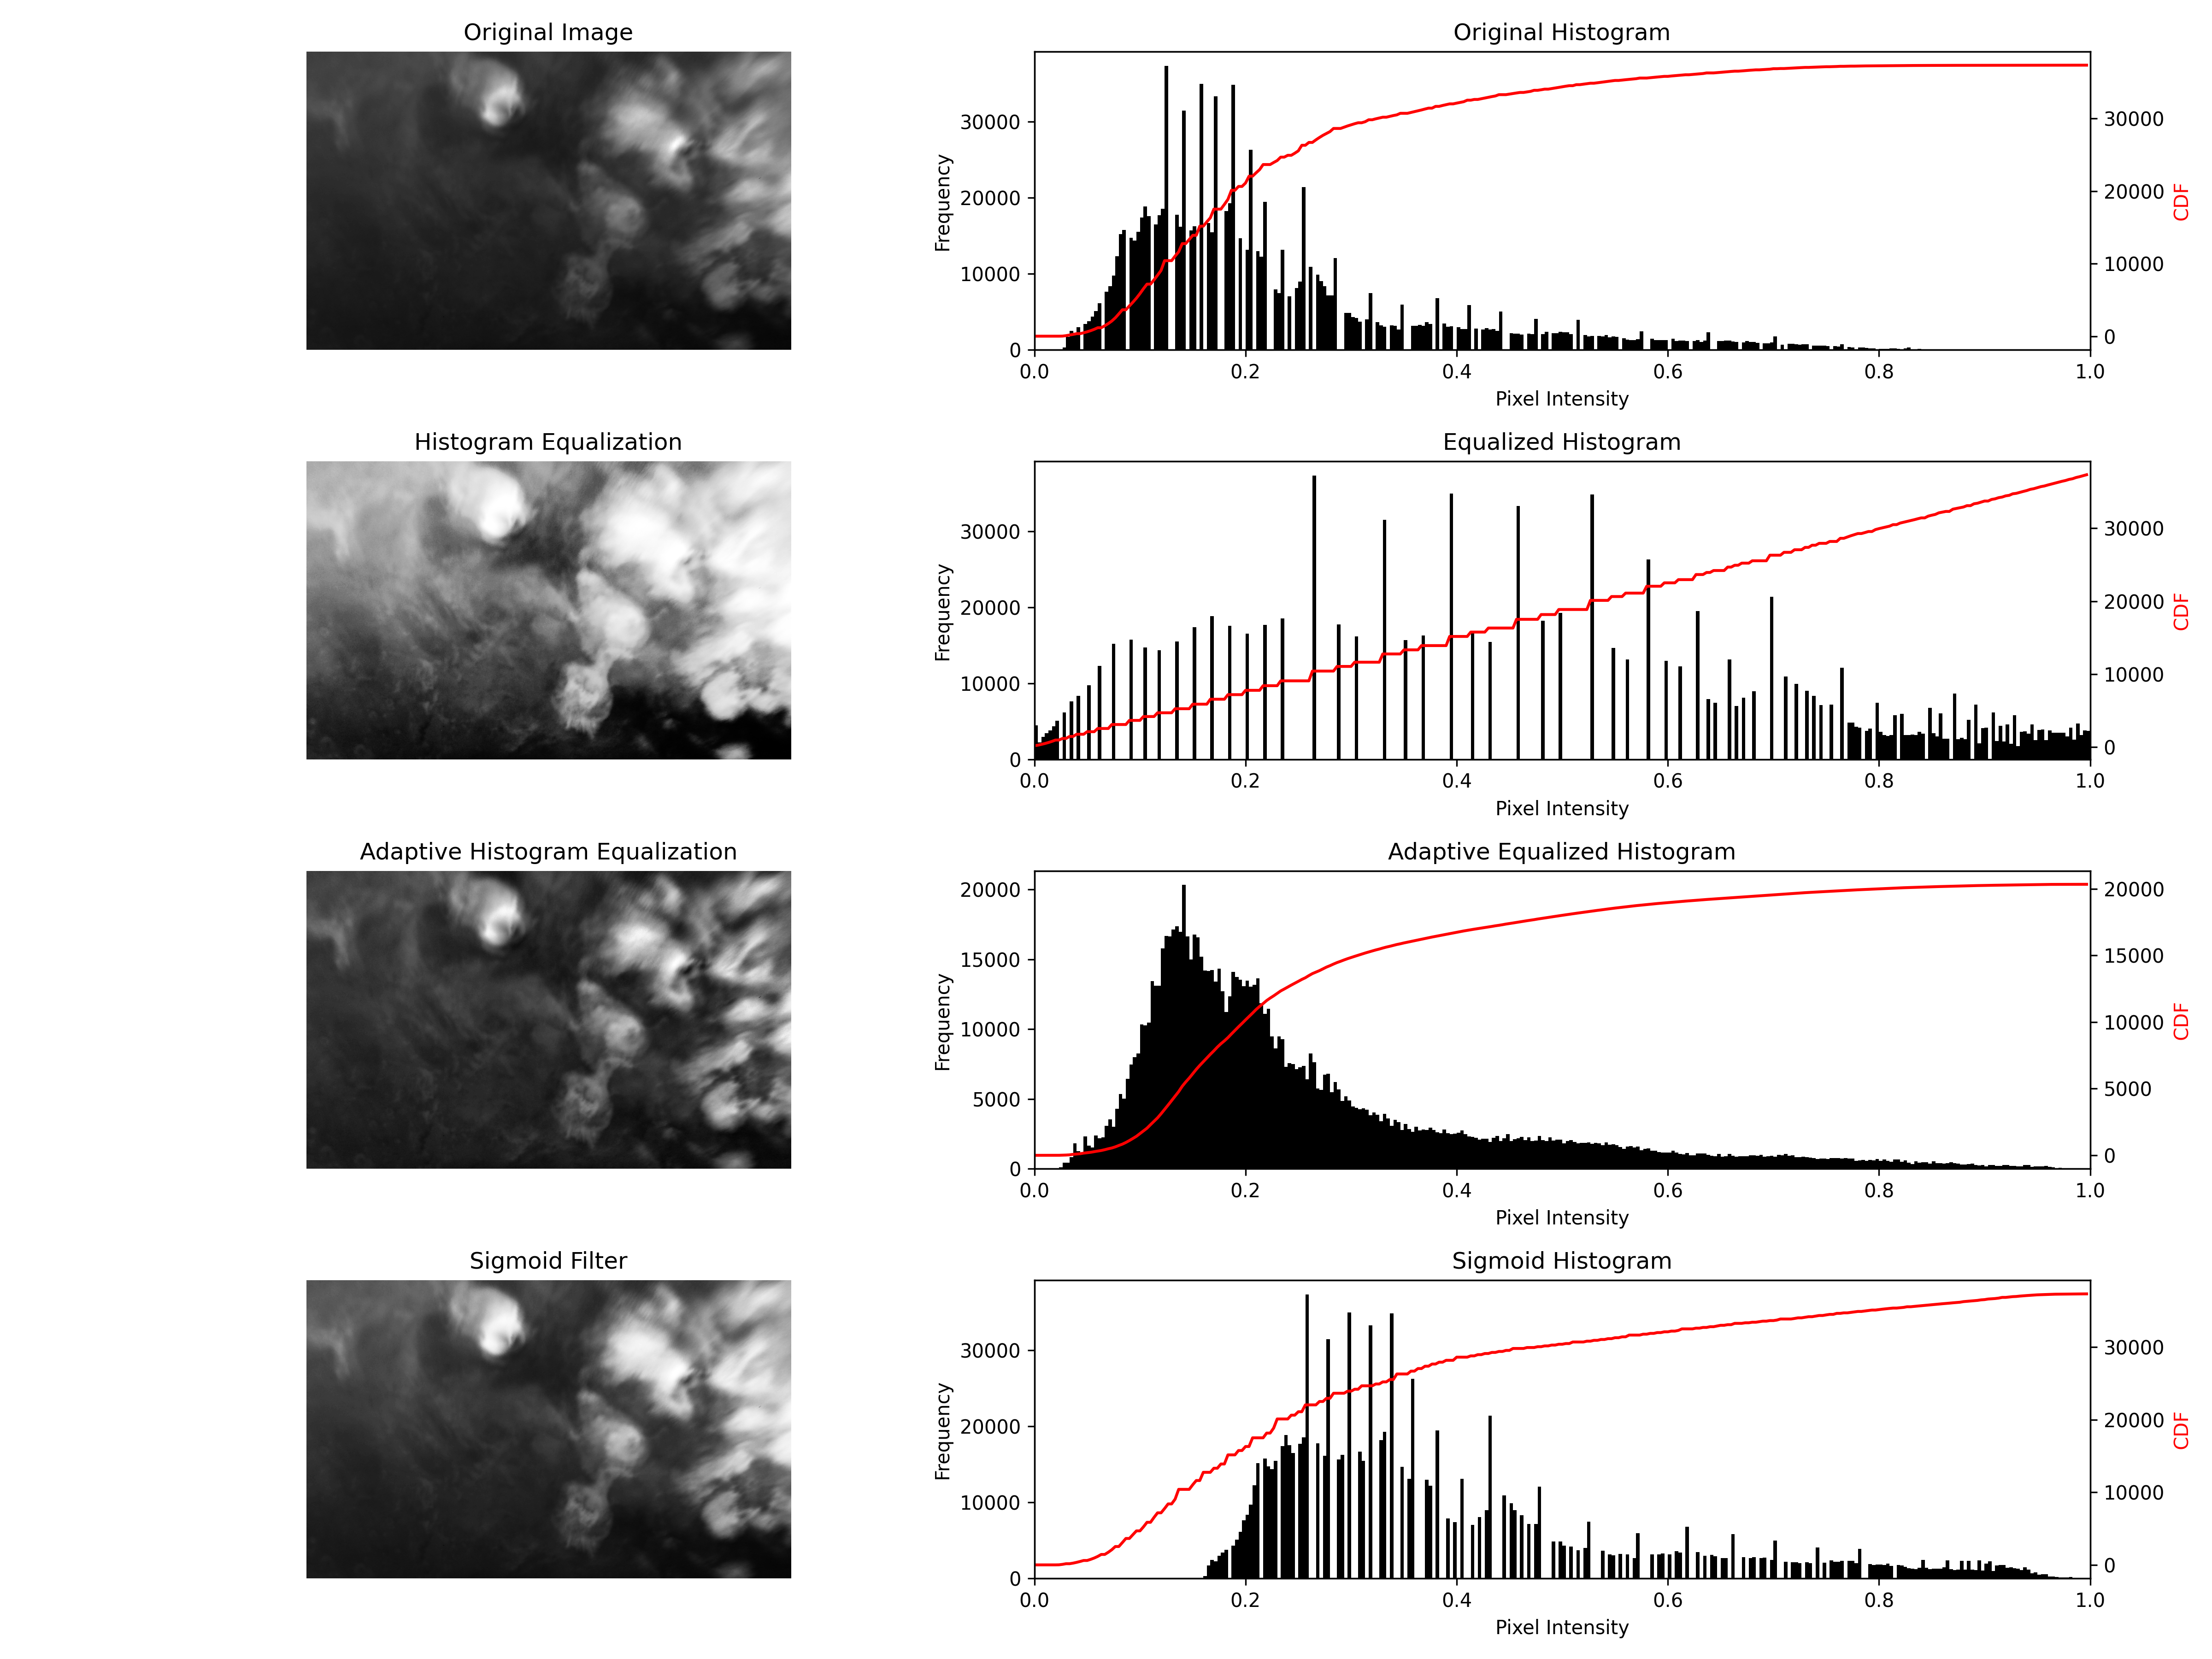 Original Image
Original Histogram
Frequency
30000
20000
10000
0
30000
20000
10000
0
CDF
0.0 0.2 0.4 0.6 0.8 1.0
Pixel Intensity
Histogram Equalization
Equalized Histogram
Frequency
30000
20000
10000
0
30000
20000
10000
0
CDF
0.0 0.2 0.4 0.6 0.8 1.0
Pixel Intensity
Adaptive Histogram Equalization
Adaptive Equalized Histogram
Frequency
20000
15000
10000
5000
0
20000
15000
10000
5000
0
CDF
0.0 0.2 0.4 0.6 0.8 1.0
Pixel Intensity
Sigmoid Filter
Sigmoid Histogram
Frequency
30000
20000
10000
0
30000
20000
10000
0
CDF
0.0 0.2 0.4 0.6 0.8 1.0
Pixel Intensity